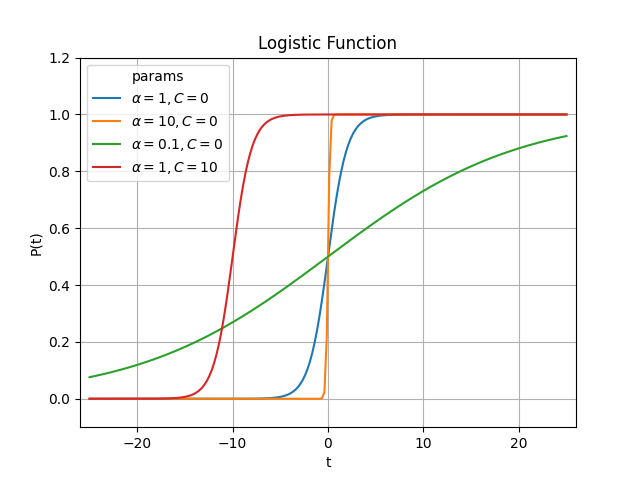 Logistic Function
params
α = 1, C = 0
α = 10, C = 0
α = 0.1, C = 0
α = 1, C = 10
1.2
1.0
0.8
0.6
0.4
0.2
0.0
P(t)
−20 −10 0 10 20
t